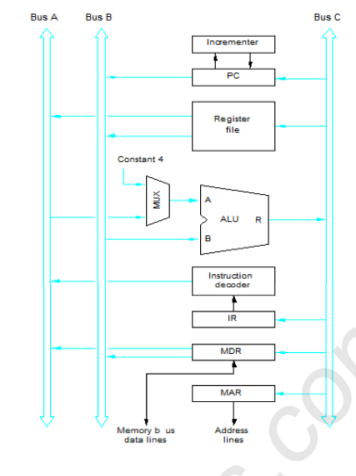 Bus A Bus B Bus C
Incrementer
PC
Register
file
Constant 4
MUX
A
ALU R
B
Instruction
decoder
IR
MDR
MAR
Memory b us
data lines
Address
lines